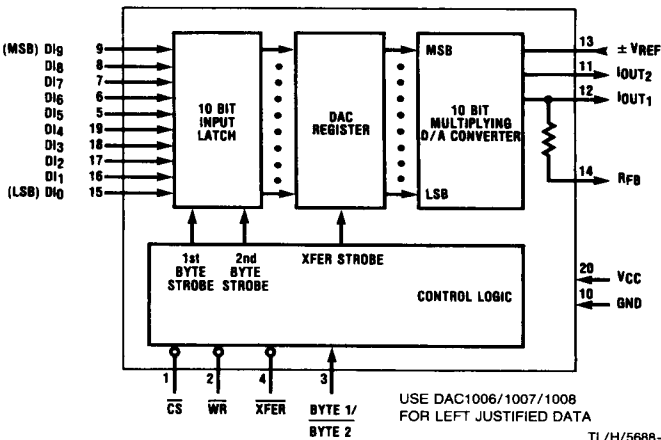 (MSB) DI9 9
DI8 8
DI7 7
DI6 6
DI5 5
DI4 19
DI3 18
DI2 17
DI1 16
(LSB) DI0 15
10 BIT
INPUT
LATCH
DAC
REGISTER
MSB
10 BIT
MULTIPLYING
D/A CONVERTER
LSB
13 ± VREF
11 IOUT2
12 IOUT1
14 RFB
1st
BYTE
STROBE
2nd
BYTE
STROBE
XFER STROBE
CONTROL LOGIC
20 VCC
10 GND
1 2 4 3
CS WR XFER BYTE 1/
BYTE 2
USE DAC1006/1007/1008
FOR LEFT JUSTIFIED DATA
TL/H/5688-